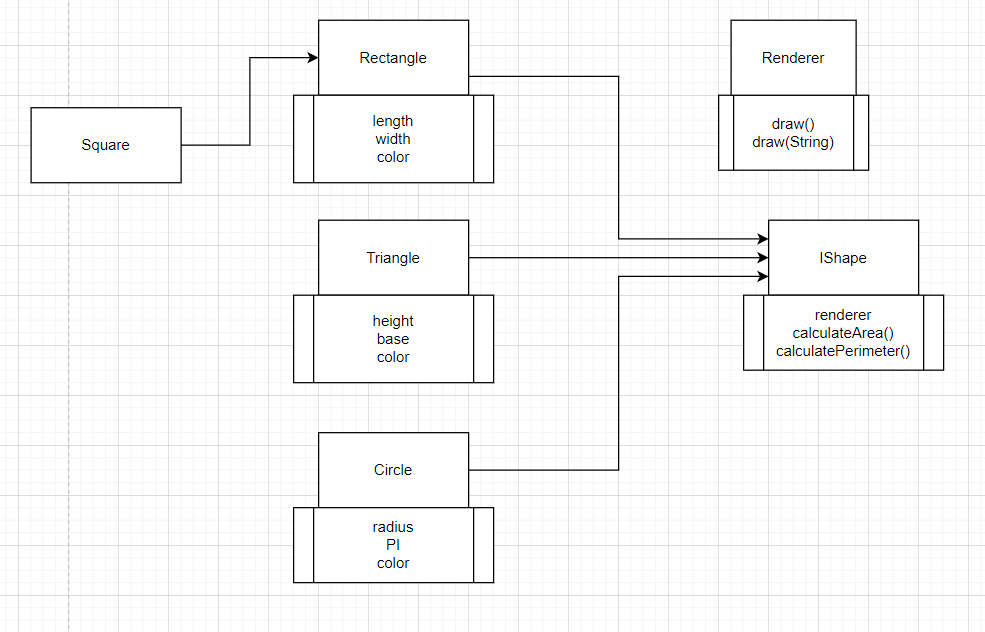 Rectangle
length
width
color
Renderer
draw()
draw(String)
Square
Triangle
height
base
color
IShape
renderer
calculateArea()
calculatePerimeter()
Circle
radius
PI
color